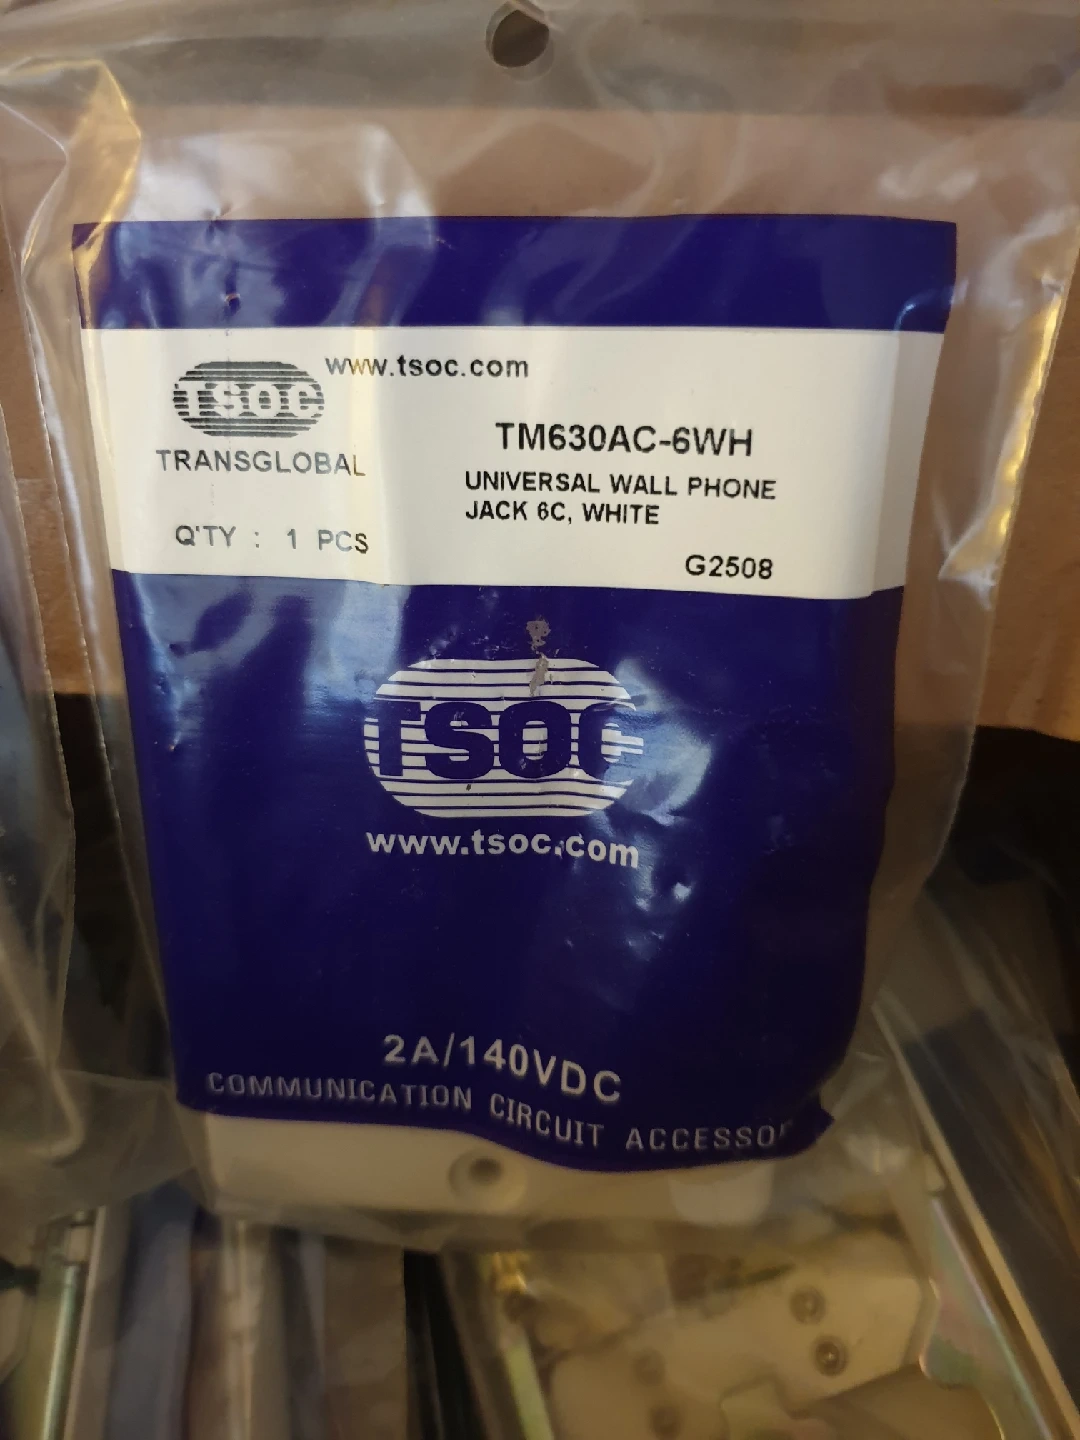 www.tsoc.com
TSOC
TRANSGLOBAL
TM630AC-6WH
UNIVERSAL WALL PHONE
JACK 6C, WHITE
Q'TY : 1 PCS
G2508
TSOC
www.tsoc.com
2A/140VDC
COMMUNICATION CIRCUIT ACCESSOR